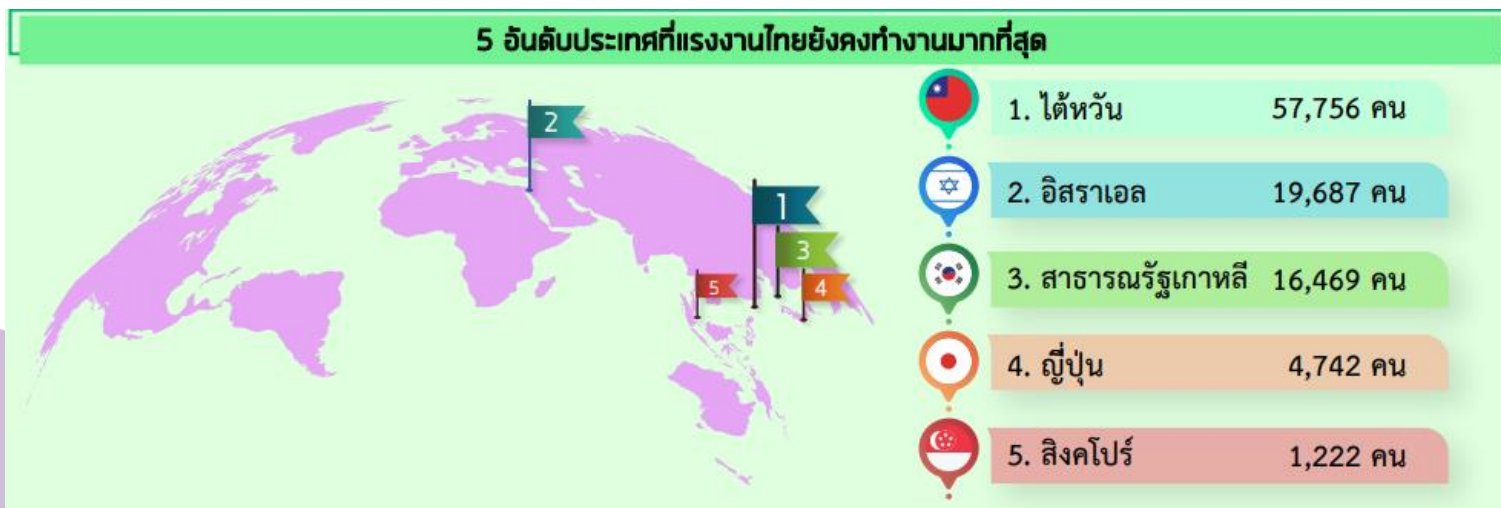 5 อันดับประเทศที่แรงงานไทยยังคงทำงานมากที่สุด
1. ไต้หวัน 57,756 คน
2. อิสราเอล 19,687 คน
3. สาธารณรัฐเกาหลี 16,469 คน
4. ญี่ปุ่น 4,742 คน
5. สิงคโปร์ 1,222 คน
2
1
3
5
4